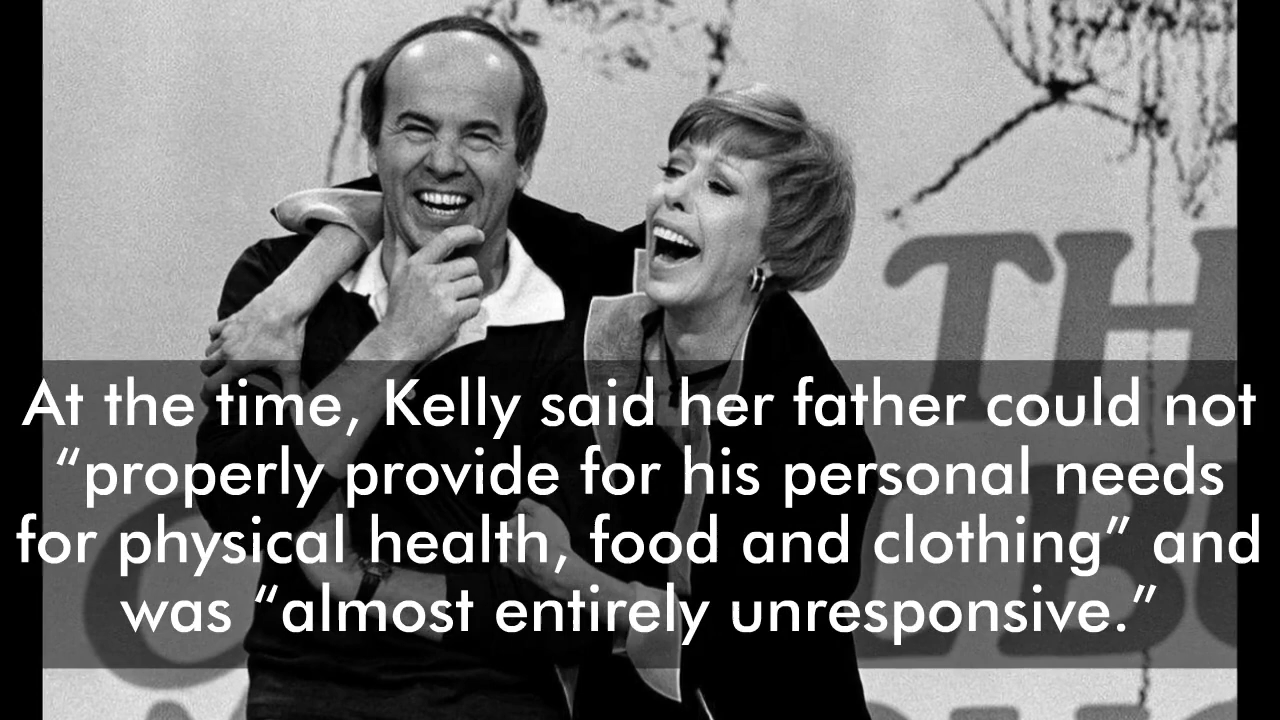 TH
At the time, Kelly said her father could not
“properly provide for his personal needs
for physical health, food and clothing” and
was “almost entirely unresponsive.”